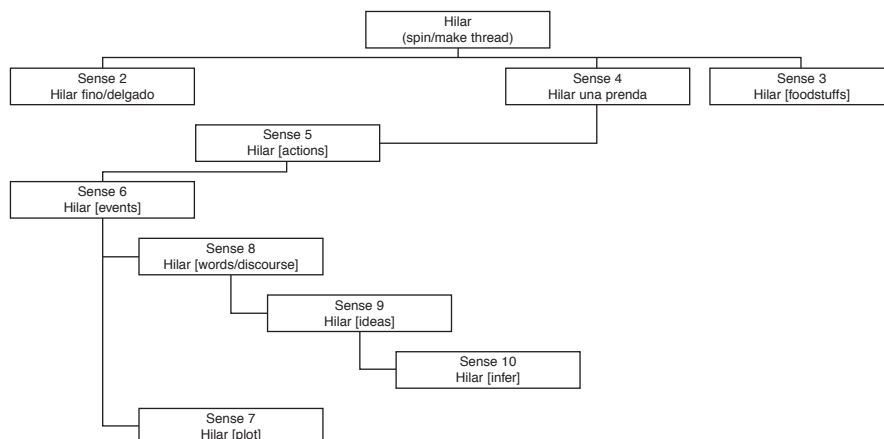 Hilar
(spin/make thread)
Sense 2
Hilar fino/delgado
Sense 4
Hilar una prenda
Sense 3
Hilar [foodstuffs]
Sense 5
Hilar [actions]
Sense 6
Hilar [events]
Sense 8
Hilar [words/discourse]
Sense 9
Hilar [ideas]
Sense 10
Hilar [infer]
Sense 7
Hilar [plot]